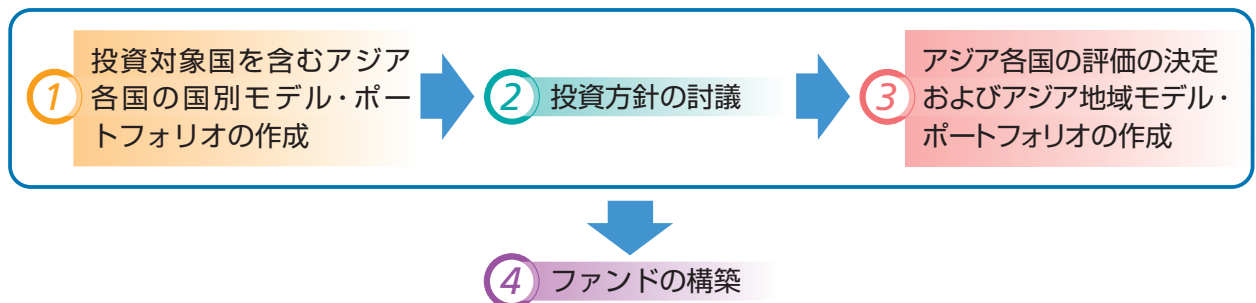 1
投資対象国を含むアジア
各国の国別モデル・ポー
トフォリオの作成
2
投資方針の討議
3
アジア各国の評価の決定
およびアジア地域モデル・
ポートフォリオの作成
4
ファンドの構築